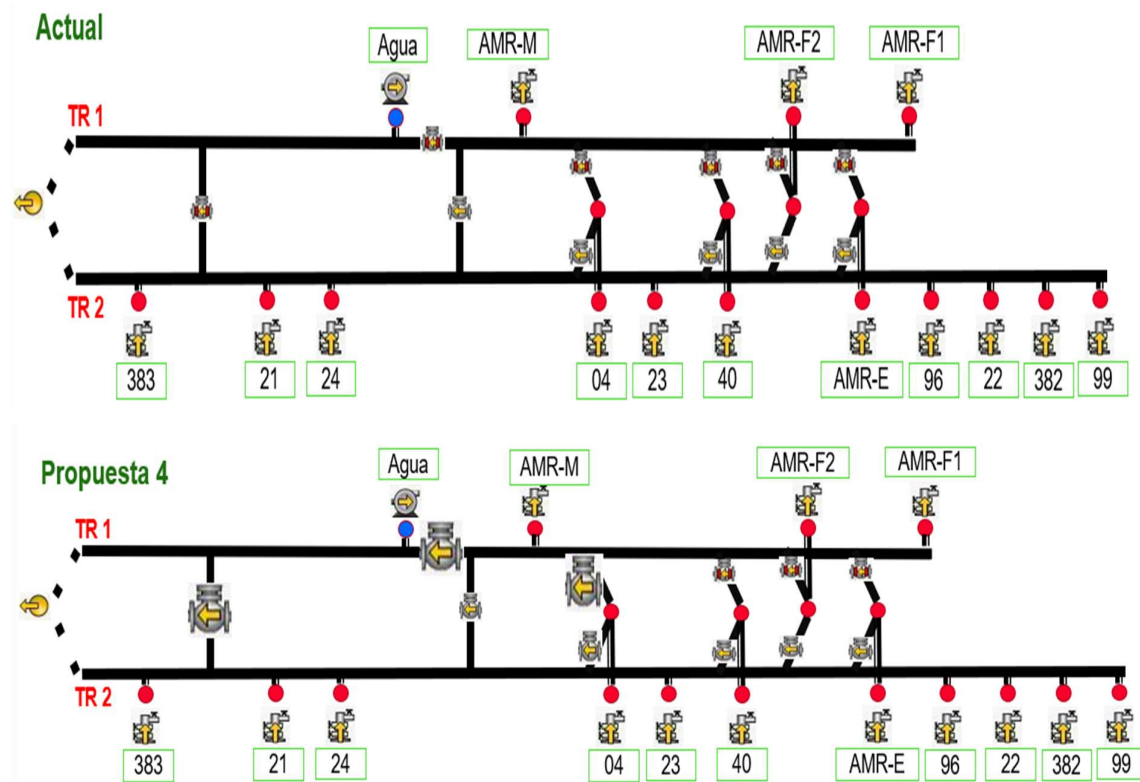 Actual
Agua
AMR-M
AMR-F2
AMR-F1
TR 1
TR 2
383
21
24
04
23
40
AMR-E
96
22
382
99
Propuesta 4
Agua
AMR-M
AMR-F2
AMR-F1
TR 1
TR 2
383
21
24
04
23
40
AMR-E
96
22
382
99